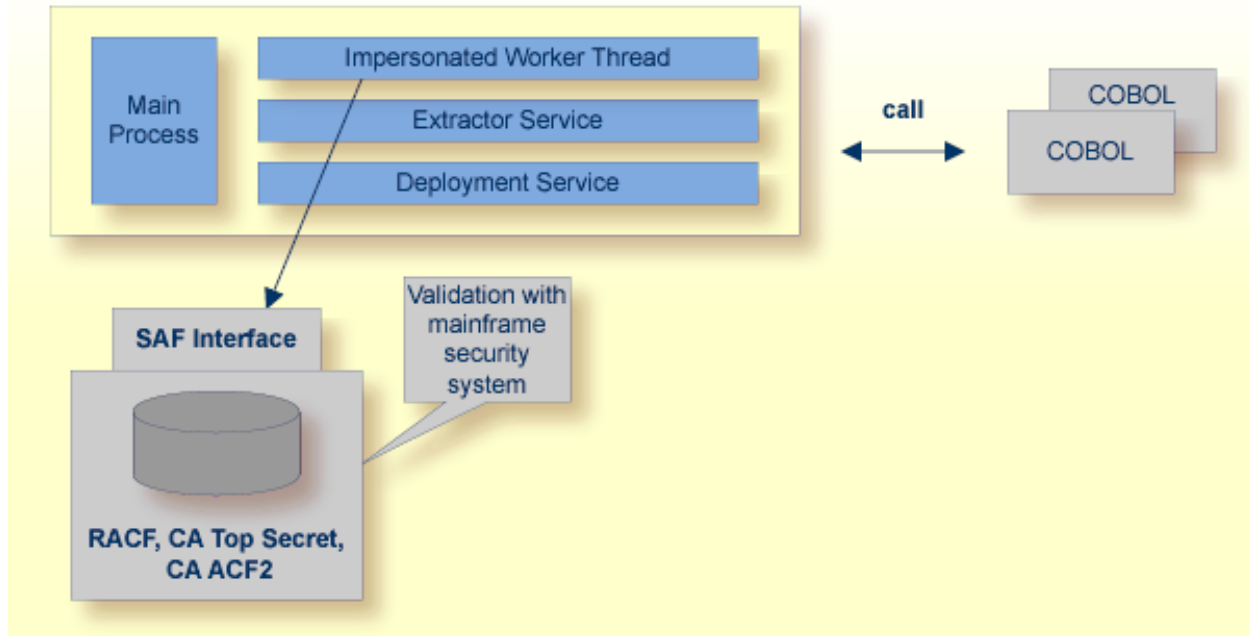 Impersonated Worker Thread
Main
Process
Extractor Service
Deployment Service
call
COBOL
COBOL
Validation with
mainframe
security
system
SAF Interface
RACF, CA Top Secret,
CA ACF2